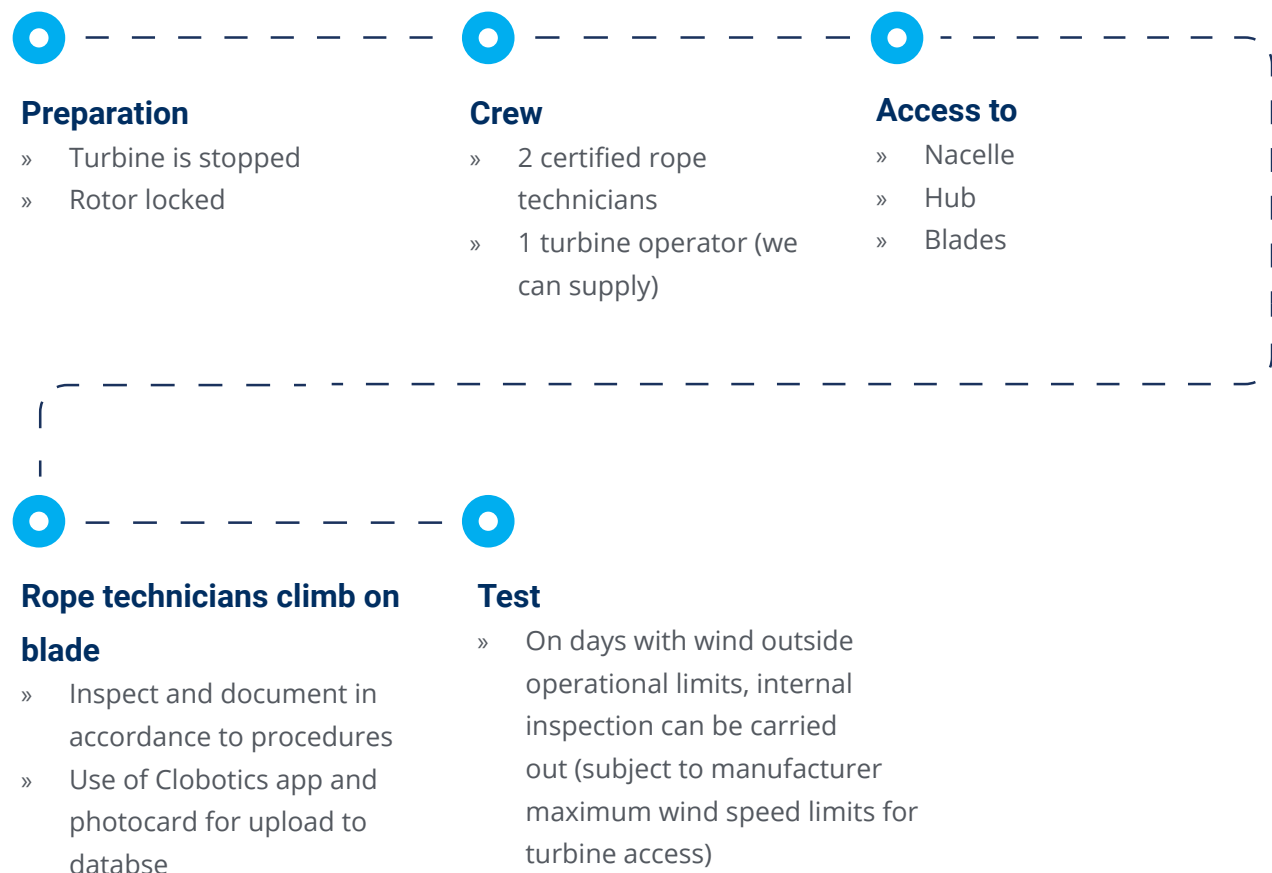 Preparation
» Turbine is stopped
» Rotor locked
Crew
» 2 certified rope
technicians
» 1 turbine operator (we
can supply)
Access to
» Nacelle
» Hub
» Blades
Rope technicians climb on
blade
» Inspect and document in
accordance to procedures
» Use of Clobotics app and
photocard for upload to
databse
Test
» On days with wind outside
operational limits, internal
inspection can be carried
out (subject to manufacturer
maximum wind speed limits for
turbine access)